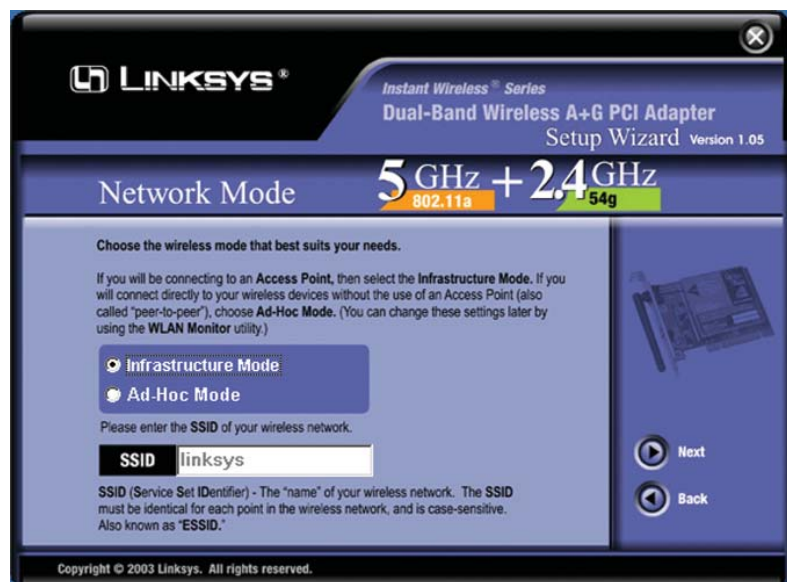 LINKSYS®
Instant Wireless® Series
Dual-Band Wireless A+G PCI Adapter
Setup Wizard Version 1.05
Network Mode
5 GHz + 2.4 GHz
802.11a 54g
Choose the wireless mode that best suits your needs.
If you will be connecting to an Access Point, then select the Infrastructure Mode. If you
will connect directly to your wireless devices without the use of an Access Point (also
called "peer-to-peer"), choose Ad-Hoc Mode. (You can change these settings later by
using the WLAN Monitor utility.)
Infrastructure Mode
Ad-Hoc Mode
Please enter the SSID of your wireless network.
SSID linksys
SSID (Service Set IDentifier) - The "name" of your wireless network. The SSID
must be identical for each point in the wireless network, and is case-sensitive.
Also known as "ESSID."
Next
Back
Copyright © 2003 Linksys. All rights reserved.